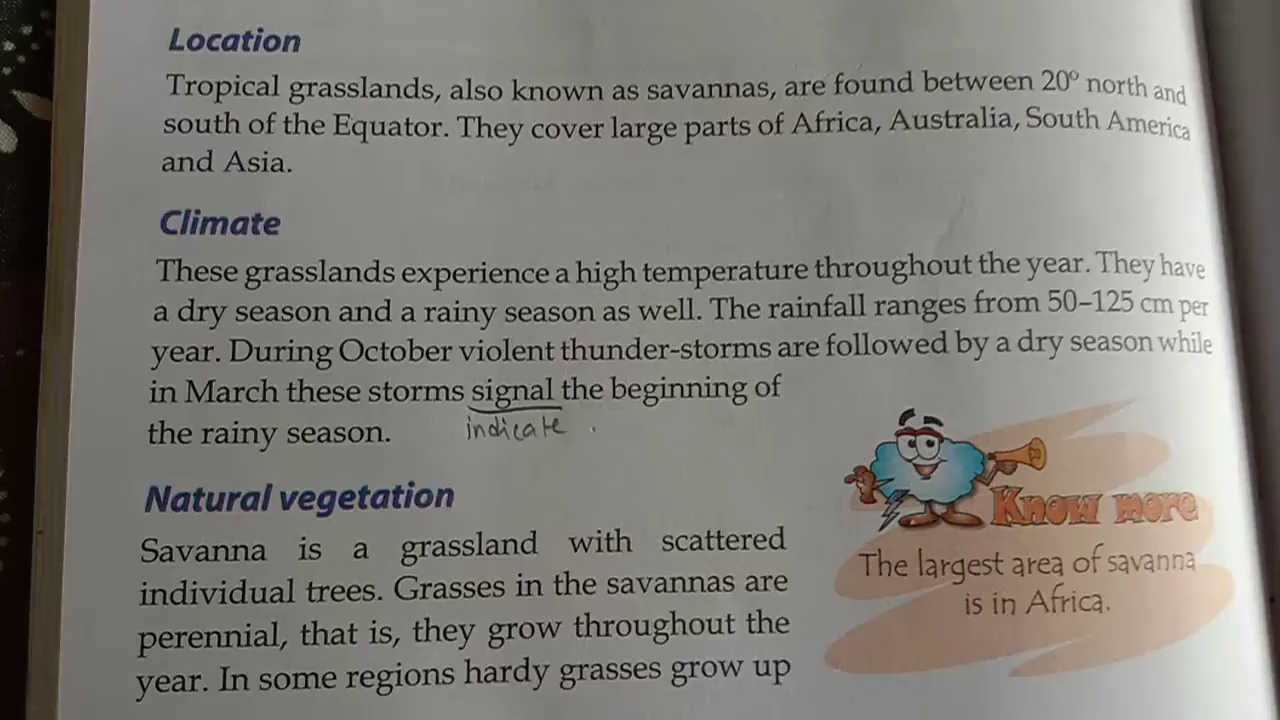 Location
Tropical grasslands, also known as savannas, are found between 20° north and
south of the Equator. They cover large parts of Africa, Australia, South America
and Asia.
Climate
These grasslands experience a high temperature throughout the year. They have
a dry season and a rainy season as well. The rainfall ranges from 50–125 cm per
year. During October violent thunder-storms are followed by a dry season while
in March these storms signal the beginning of
indicate
the rainy season.
Natural vegetation
Savanna is a grassland with scattered
individual trees. Grasses in the savannas are
perennial, that is, they grow throughout the
year. In some regions hardy grasses grow up
Know more
The largest area of savanna
is in Africa.